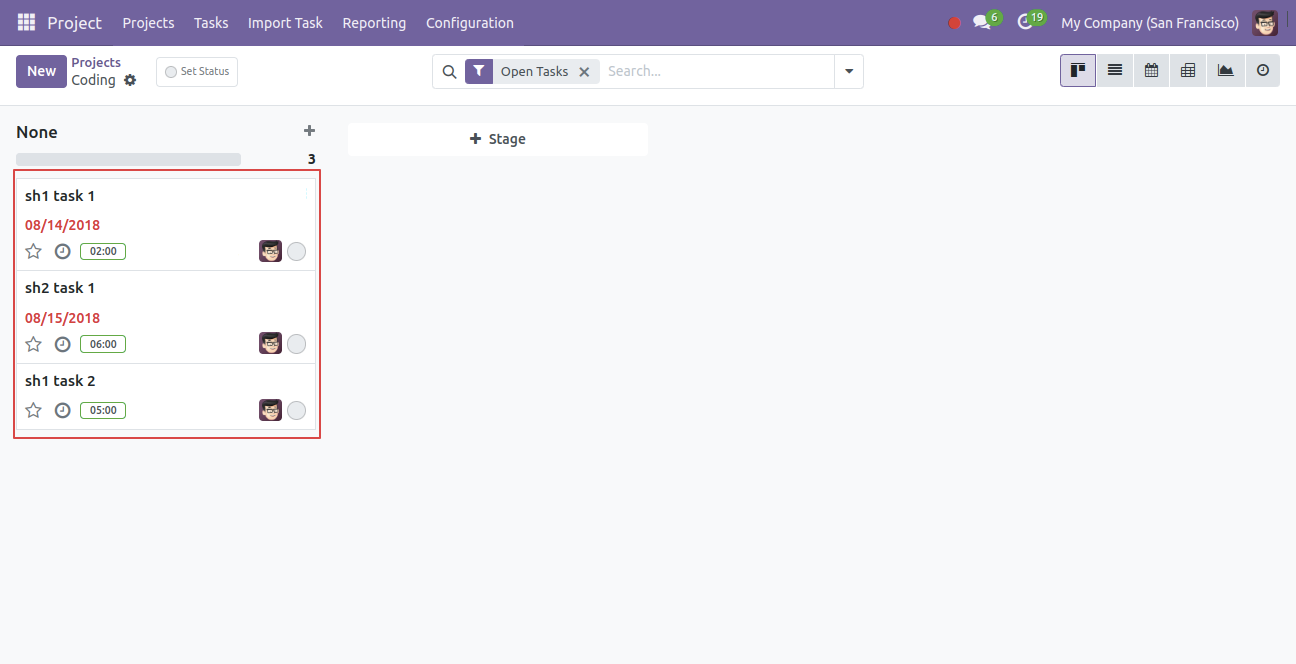 Project Projects Tasks Import Task Reporting Configuration 6 19 My Company (San Francisco)
New Projects Set Status Open Tasks Search...
Coding
None
+ Stage
3
sh1 task 1
08/14/2018
02:00
sh2 task 1
08/15/2018
06:00
sh1 task 2
05:00